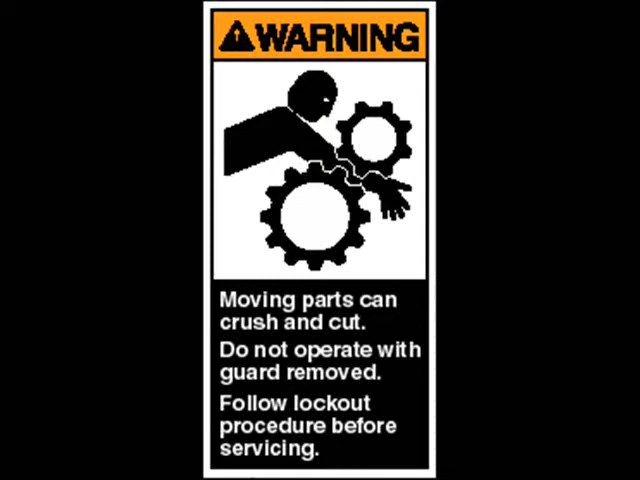 WARNING
Moving parts can
crush and cut.
Do not operate with
guard removed.
Follow lockout
procedure before
servicing.